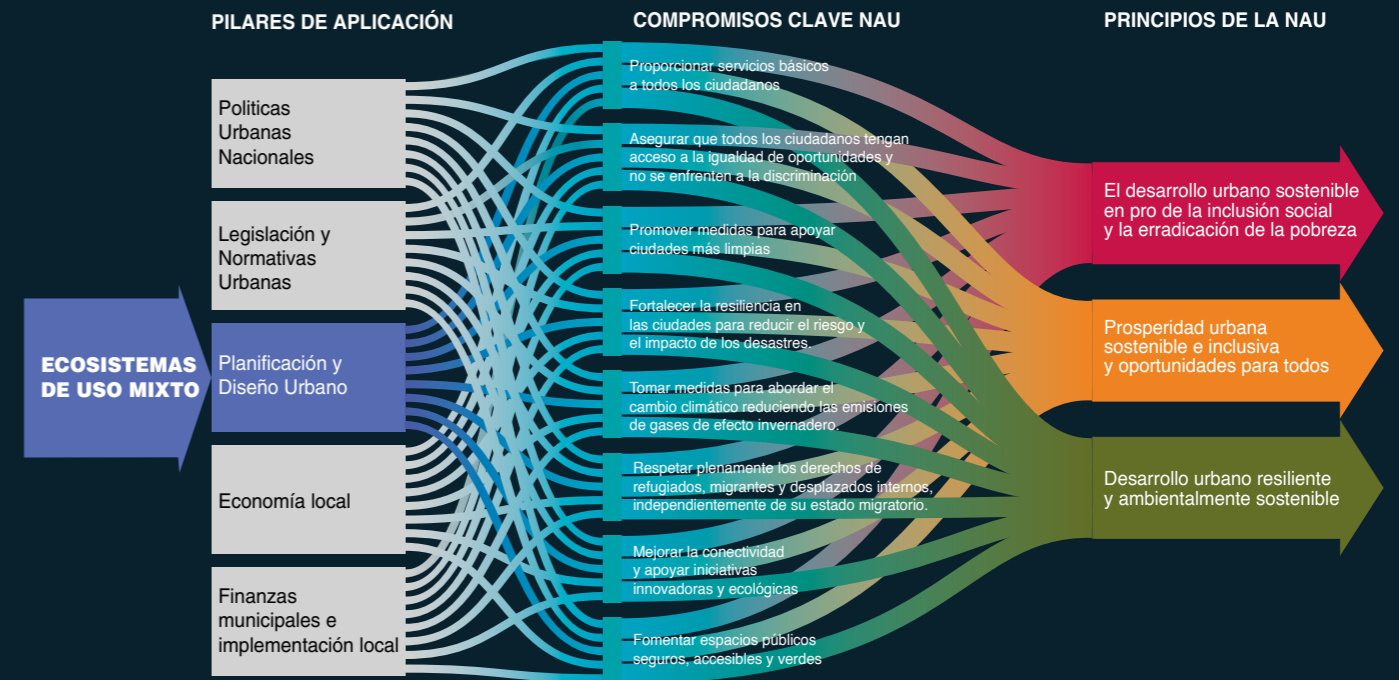 PILARES DE APLICACIÓN
COMPROMISOS CLAVE NAU
PRINCIPIOS DE LA NAU
ECOSISTEMAS
DE USO MIXTO
Politicas
Urbanas
Nacionales
Legislación y
Normativas
Urbanas
Planificación y
Diseño Urbano
Economía local
Finanzas
municipales e
implementación local
Proporcionar servicios básicos
a todos los ciudadanos
Asegurar que todos los ciudadanos tengan
acceso a la igualdad de oportunidades y
no se enfrenten a la discriminación
Promover medidas para apoyar
ciudades más limpias
Fortalecer la resiliencia en
las ciudades para reducir el riesgo y
el impacto de los desastres.
Tomar medidas para abordar el
cambio climático reduciendo las emisiones
de gases de efecto invernadero.
Respetar plenamente los derechos de
refugiados, migrantes y desplazados internos,
independientemente de su estado migratorio.
Mejorar la conectividad
y apoyar iniciativas
innovadoras y ecológicas
Fomentar espacios públicos
seguros, accesibles y verdes
El desarrollo urbano sostenible
en pro de la inclusión social
y la erradicación de la pobreza
Prosperidad urbana
sostenible e inclusiva
y oportunidades para todos
Desarrollo urbano resiliente
y ambientalmente sostenible